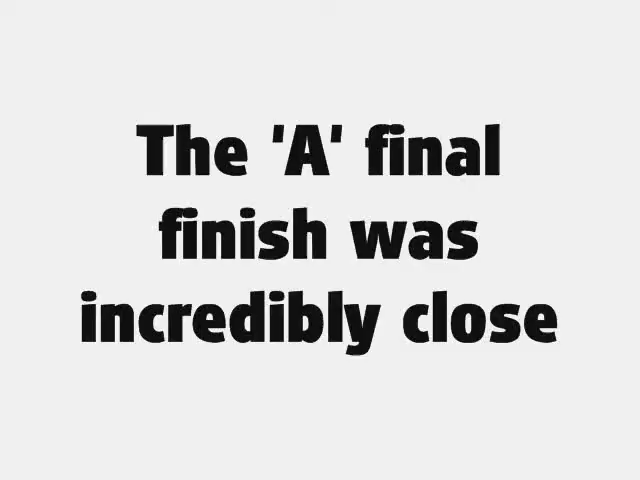 The 'A' final
finish was
incredibly close